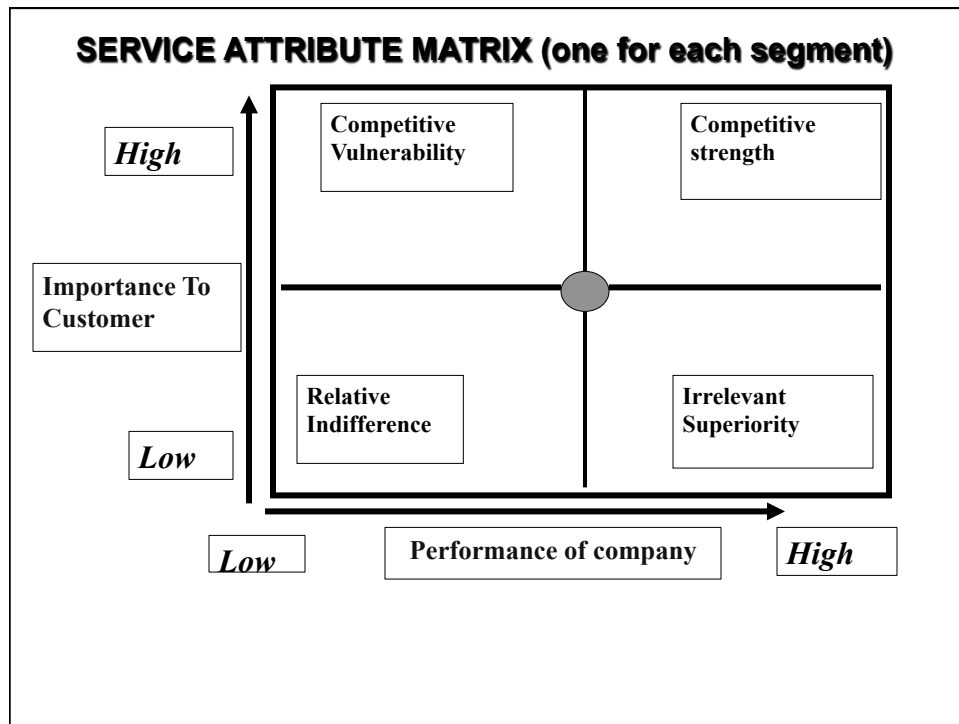 SERVICE ATTRIBUTE MATRIX (one for each segment)
Competitive
Vulnerability
Competitive
strength
High
Importance To
Customer
Relative
Indifference
Irrelevant
Superiority
Low
Low
Performance of company
High